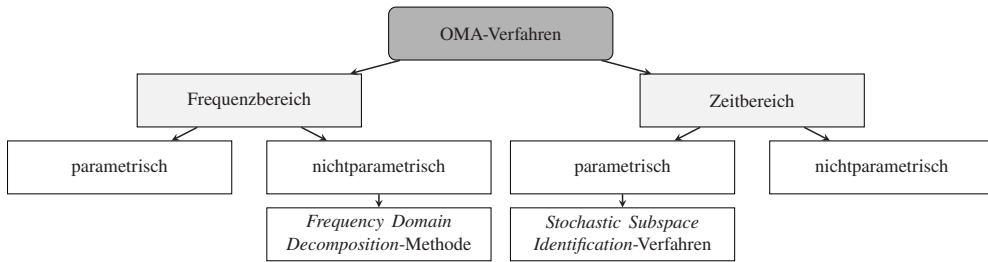 OMA-Verfahren
Frequenzbereich
Zeitbereich
parametrisch
nichtparametrisch
parametrisch
nichtparametrisch
Frequency Domain
Decomposition-Methode
Stochastic Subspace
Identification-Verfahren